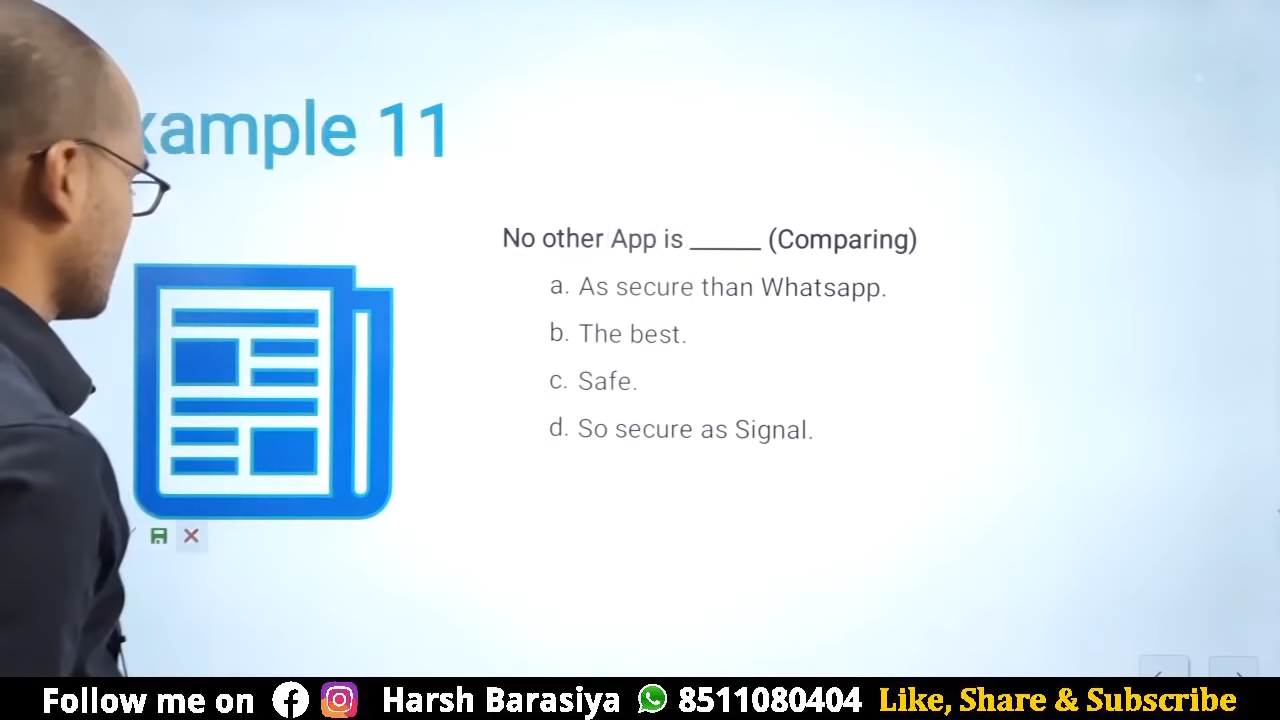 xample 11
No other App is ______ (Comparing)
a. As secure than Whatsapp.
b. The best.
c. Safe.
d. So secure as Signal.
Follow me on Harsh Barasiya 8511080404 Like, Share & Subscribe